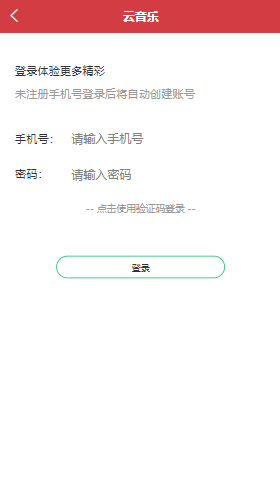 云音乐
登录体验更多精彩
未注册手机号登录后将自动创建账号
手机号： 请输入手机号
密码： 请输入密码
-- 点击使用验证码登录 --
登录